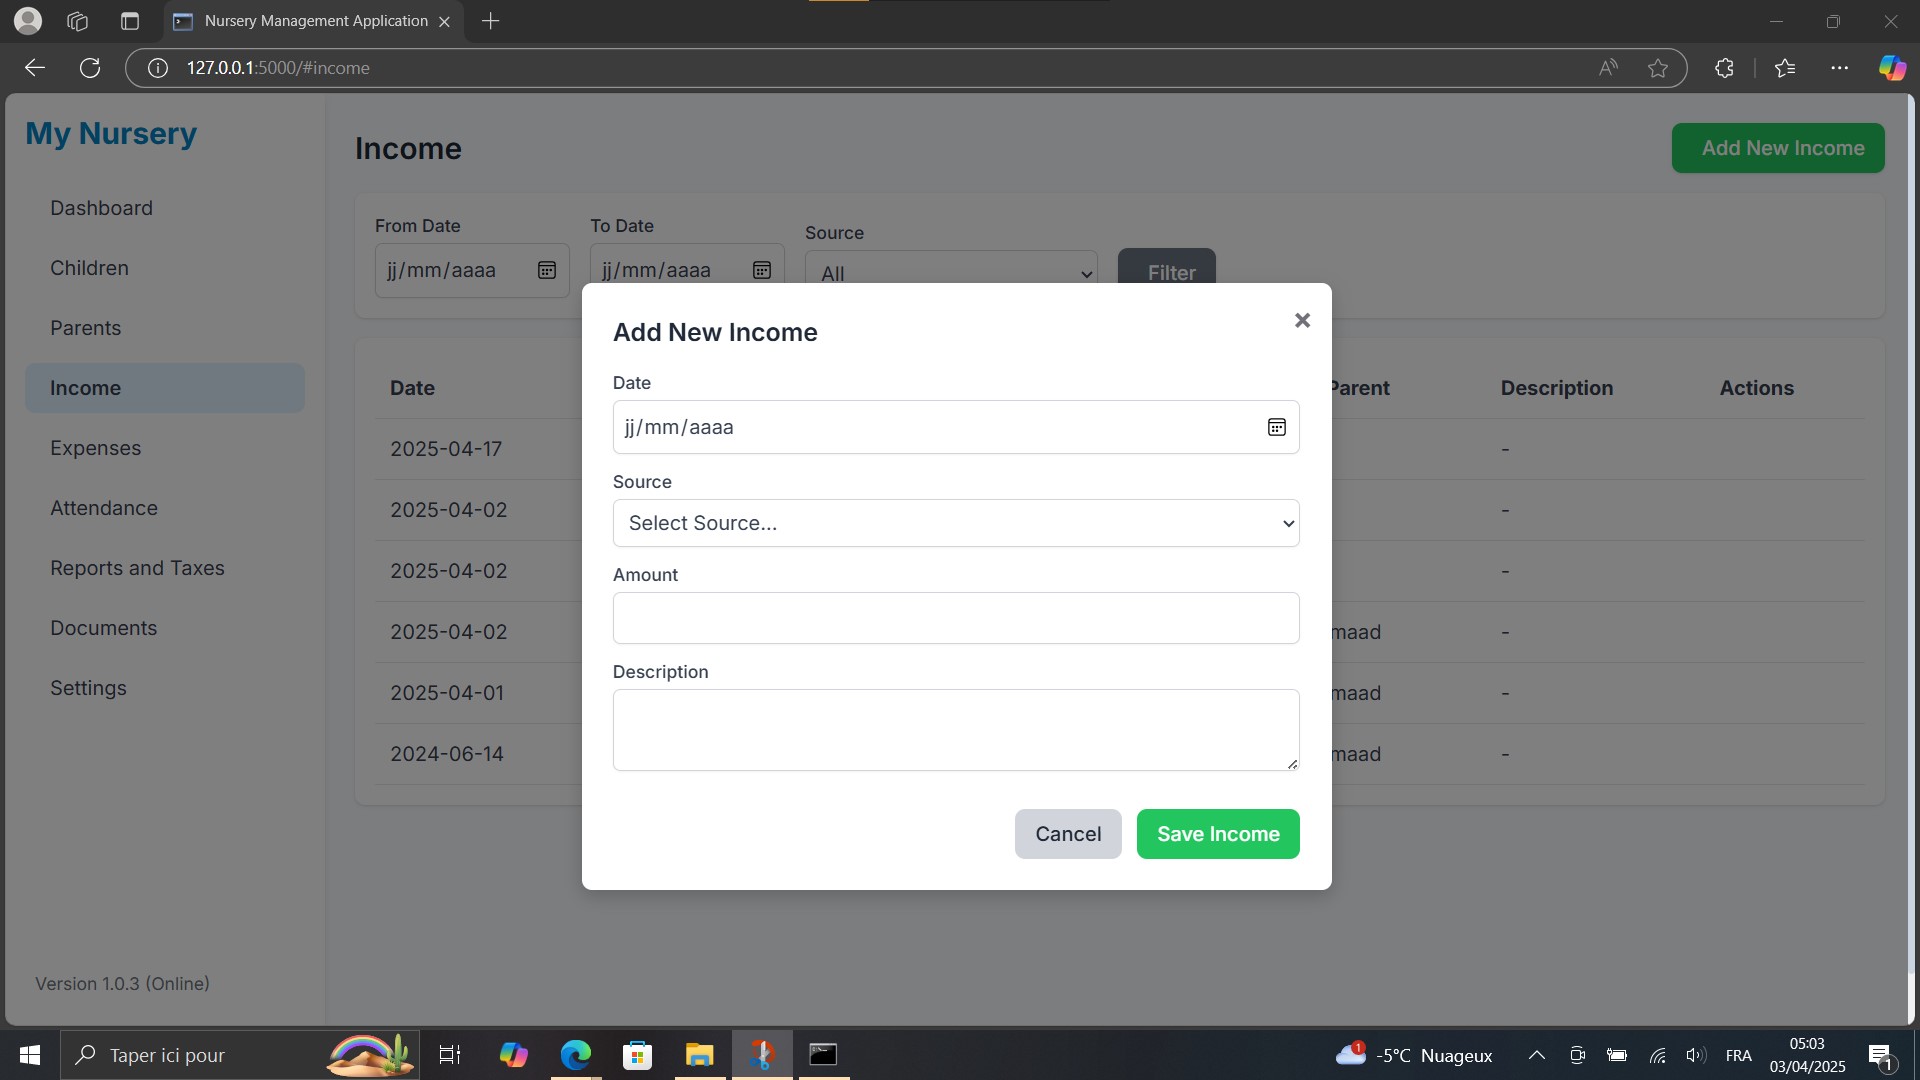 Nursery Management Application
127.0.0.1:5000/#income
My Nursery
Dashboard
Children
Parents
Income
Expenses
Attendance
Reports and Taxes
Documents
Settings
Version 1.0.3 (Online)
Income
Add New Income
From Date
To Date
Source
jj/mm/aaaa
jj/mm/aaaa
All
Filter
Date
Parent
Description
Actions
2025-04-17
-
2025-04-02
-
2025-04-02
-
2025-04-02
maad
-
2025-04-01
maad
-
2024-06-14
maad
-
Add New Income
Date
jj/mm/aaaa
Source
Select Source...
Amount
Description
Cancel
Save Income
Taper ici pour
1
-5°C Nuageux
FRA
05:03
03/04/2025
1